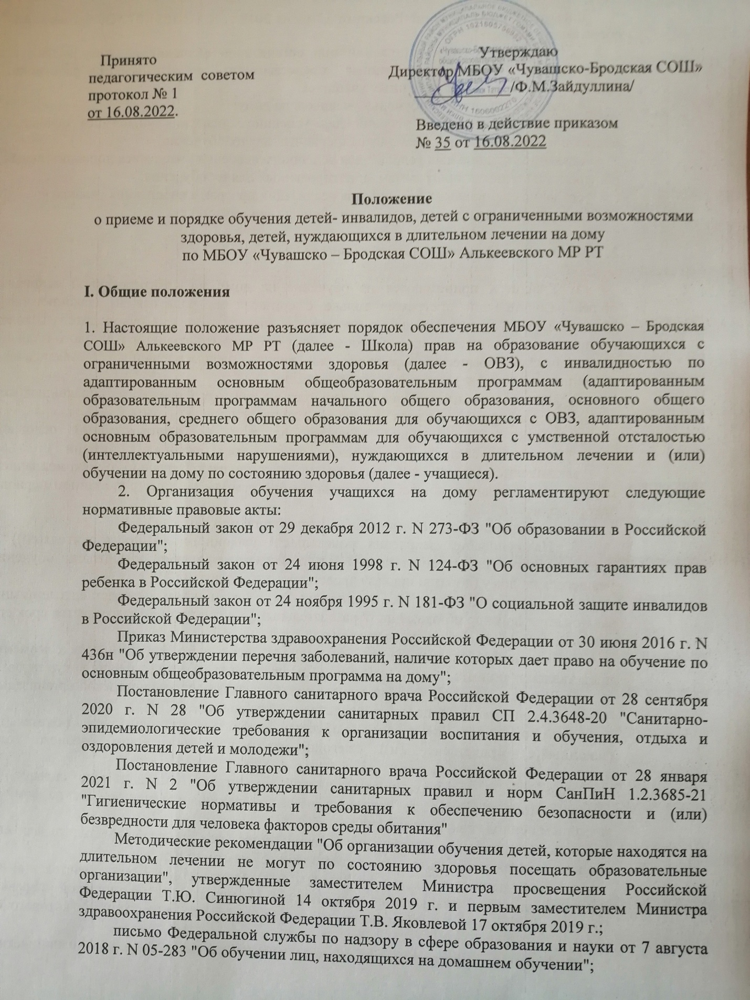 Принято
педагогическим советом
протокол № 1
от 16.08.2022.
Утверждаю
Директор МБОУ «Чувашско-Бродская СОШ»
/Ф.М.Зайдуллина/
Введено в действие приказом
№ 35 от 16.08.2022
Положение
о приеме и порядке обучения детей- инвалидов, детей с ограниченными возможностями
здоровья, детей, нуждающихся в длительном лечении на дому
по МБОУ «Чувашско – Бродская СОШ» Алькеевского МР РТ
I. Общие положения
1. Настоящие положение разъясняет порядок обеспечения МБОУ «Чувашско – Бродская
СОШ» Алькеевского МР РТ (далее - Школа) прав на образование обучающихся с
ограниченными возможностями здоровья (далее - ОВЗ), с инвалидностью по
адаптированным основным общеобразовательным программам (адаптированным
образовательным программам начального общего образования, основного общего
образования, среднего общего образования для обучающихся с ОВЗ, адаптированным
основным образовательным программам для обучающихся с умственной отсталостью
(интеллектуальными нарушениями), нуждающихся в длительном лечении и (или)
обучении на дому по состоянию здоровья (далее - учащиеся).
2. Организация обучения учащихся на дому регламентируют следующие
нормативные правовые акты:
Федеральный закон от 29 декабря 2012 г. N 273-ФЗ "Об образовании в Российской
Федерации";
Федеральный закон от 24 июня 1998 г. N 124-ФЗ "Об основных гарантиях прав
ребенка в Российской Федерации";
Федеральный закон от 24 ноября 1995 г. N 181-ФЗ "О социальной защите инвалидов
в Российской Федерации";
Приказ Министерства здравоохранения Российской Федерации от 30 июня 2016 г. N
436н "Об утверждении перечня заболеваний, наличие которых дает право на обучение по
основным общеобразовательным программа на дому";
Постановление Главного санитарного врача Российской Федерации от 28 сентября
2020 г. N 28 "Об утверждении санитарных правил СП 2.4.3648-20 "Санитарно-
эпидемиологические требования к организации воспитания и обучения, отдыха и
оздоровления детей и молодежи";
Постановление Главного санитарного врача Российской Федерации от 28 января
2021 г. N 2 "Об утверждении санитарных правил и норм СанПиН 1.2.3685-21
"Гигиенические нормативы и требования к обеспечению безопасности и (или)
безвредности для человека факторов среды обитания"
Методические рекомендации "Об организации обучения детей, которые находятся на
длительном лечении не могут по состоянию здоровья посещать образовательные
организации", утвержденные заместителем Министра просвещения Российской
Федерации Т.Ю. Синюгиной 14 октября 2019 г. и первым заместителем Министра
здравоохранения Российской Федерации Т.В. Яковлевой 17 октября 2019 г.;
письмо Федеральной службы по надзору в сфере образования и науки от 7 августа
2018 г. N 05-283 "Об обучении лиц, находящихся на домашнем обучении";